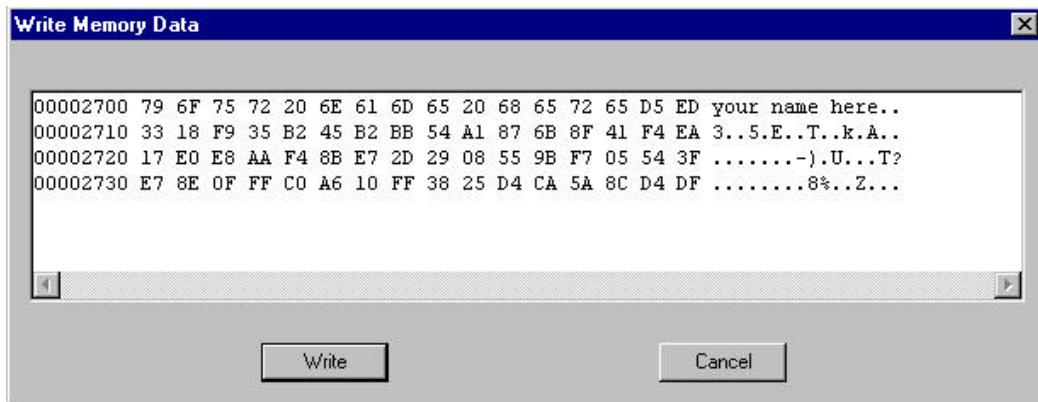 Write Memory Data
00002700 79 6F 75 72 20 6E 61 6D 65 20 68 65 72 65 D5 ED your name here..
00002710 33 18 F9 35 B2 45 B2 BB 54 A1 87 6B 8F 41 F4 EA 3..5.E..T..k.A..
00002720 17 E0 E8 AA F4 8B E7 2D 29 08 55 9B F7 05 54 3F .......-).U...T?
00002730 E7 8E 0F FF C0 A6 10 FF 38 25 D4 CA 5A 8C D4 DF ........8%..Z...
Write Cancel